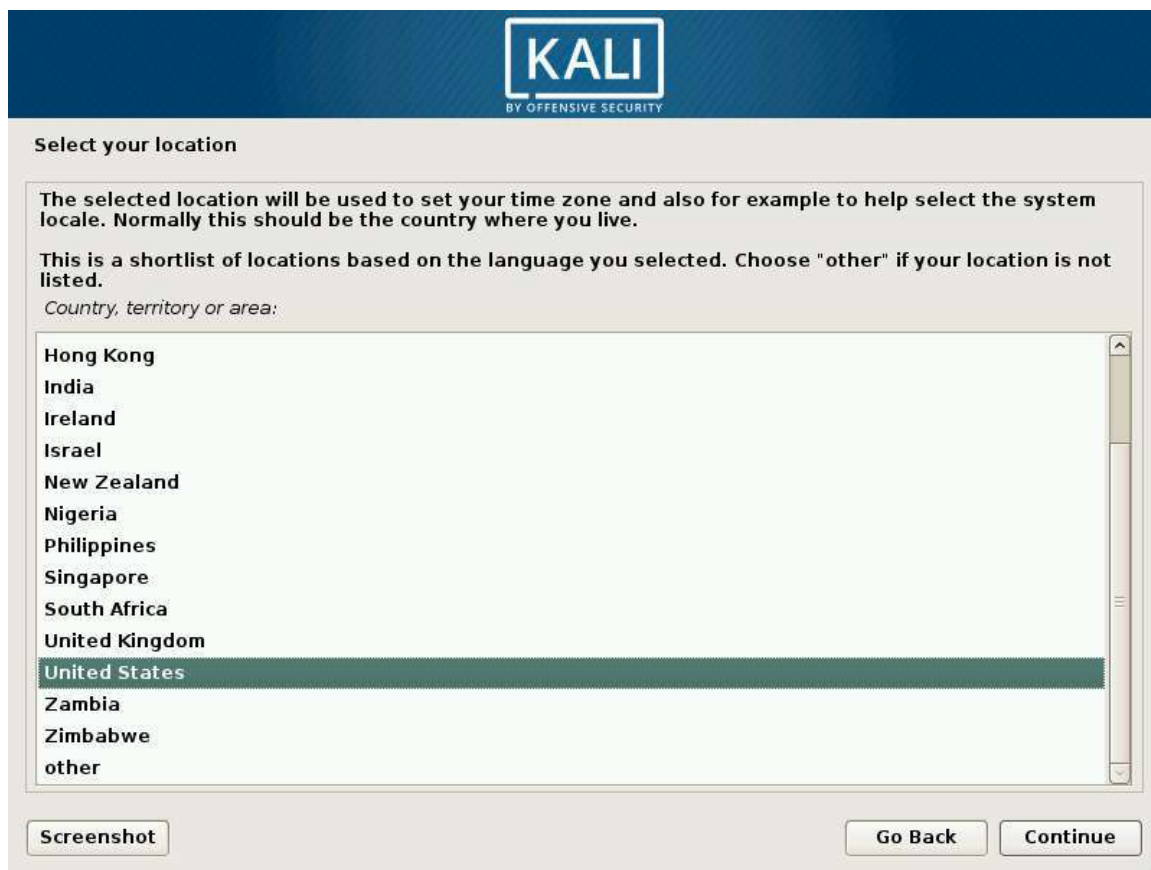 KALI
BY OFFENSIVE SECURITY
Select your location
The selected location will be used to set your time zone and also for example to help select the system
locale. Normally this should be the country where you live.
This is a shortlist of locations based on the language you selected. Choose "other" if your location is not
listed.
Country, territory or area:
Hong Kong
India
Ireland
Israel
New Zealand
Nigeria
Philippines
Singapore
South Africa
United Kingdom
United States
Zambia
Zimbabwe
other
Screenshot
Go Back
Continue